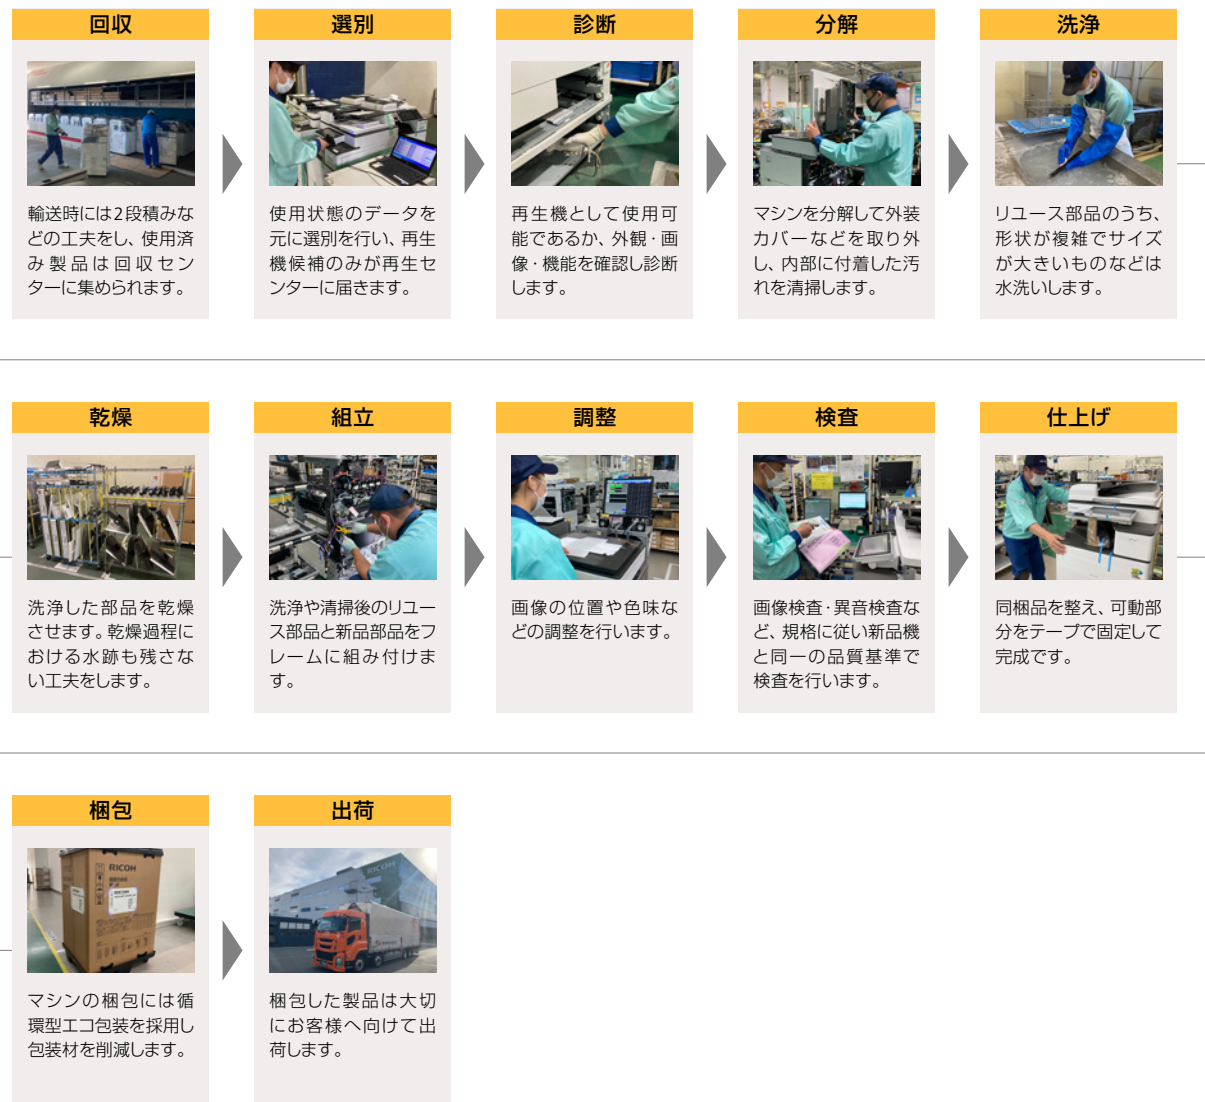 回収
輸送時には2段積みな
どの工夫をし、使用済
み製品は回収セン
ターに集められます。
選別
使用状態のデータを
元に選別を行い、再生
機候補のみが再生セ
ンターに届きます。
診断
再生機として使用可
能であるか、外観・画
像・機能を確認し診断
します。
分解
マシンを分解して外装
カバーなどを取り外
し、内部に付着した汚
れを清掃します。
洗浄
リユース部品のうち、
形状が複雑でサイズ
が大きいものなどは
水洗いします。
乾燥
洗浄した部品を乾燥
させます。乾燥過程に
おける水跡も残さな
い工夫をします。
組立
洗浄や清掃後のリユー
ス部品と新品部品をフ
レームに組み付けま
す。
調整
画像の位置や色味な
どの調整を行います。
検査
画像検査・異音検査な
ど、規格に従い新品機
と同一の品質基準で
検査を行います。
仕上げ
同梱品を整え、可動部
分をテープで固定して
完成です。
梱包
RICOH
マシンの梱包には循
環型エコ包装を採用し
包装材を削減します。
出荷
RICOH
梱包した製品は大切
にお客様へ向けて出
荷します。